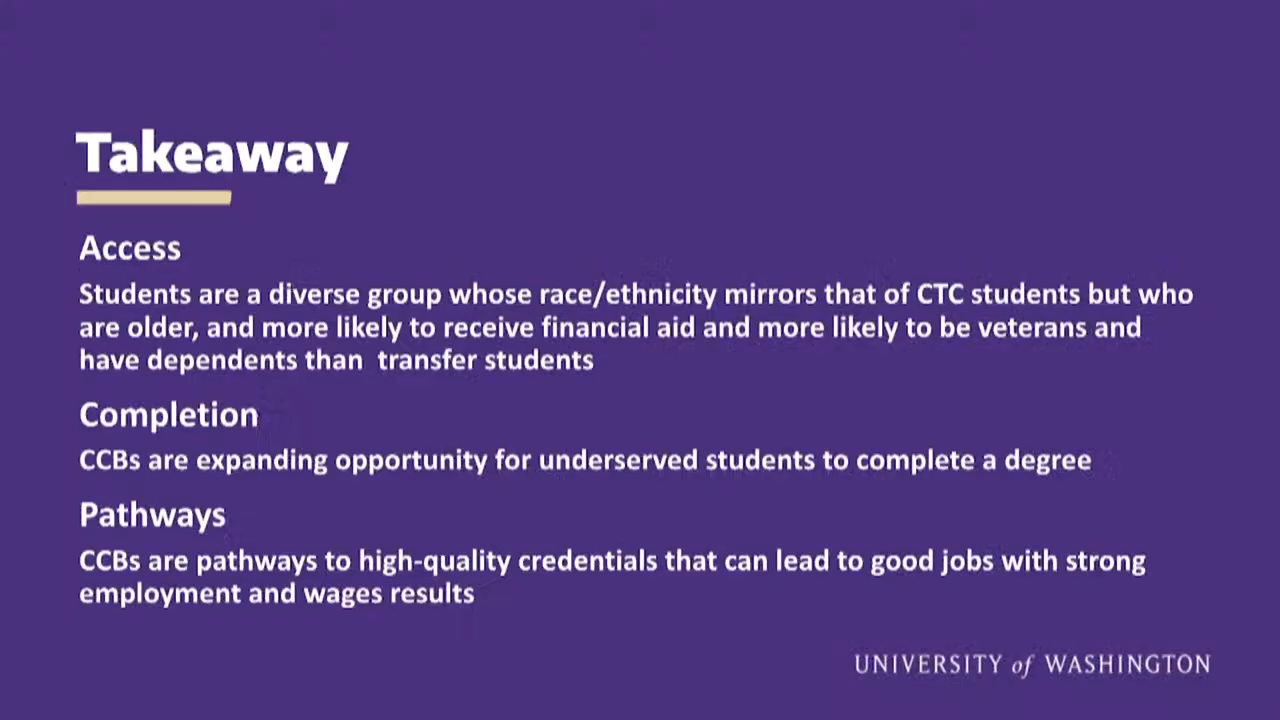 Takeaway
Access
Students are a diverse group whose race/ethnicity mirrors that of CTC students but who
are older, and more likely to receive financial aid and more likely to be veterans and
have dependents than  transfer students
Completion
CCBs are expanding opportunity for underserved students to complete a degree
Pathways
CCBs are pathways to high-quality credentials that can lead to good jobs with strong
employment and wages results
UNIVERSITY of WASHINGTON